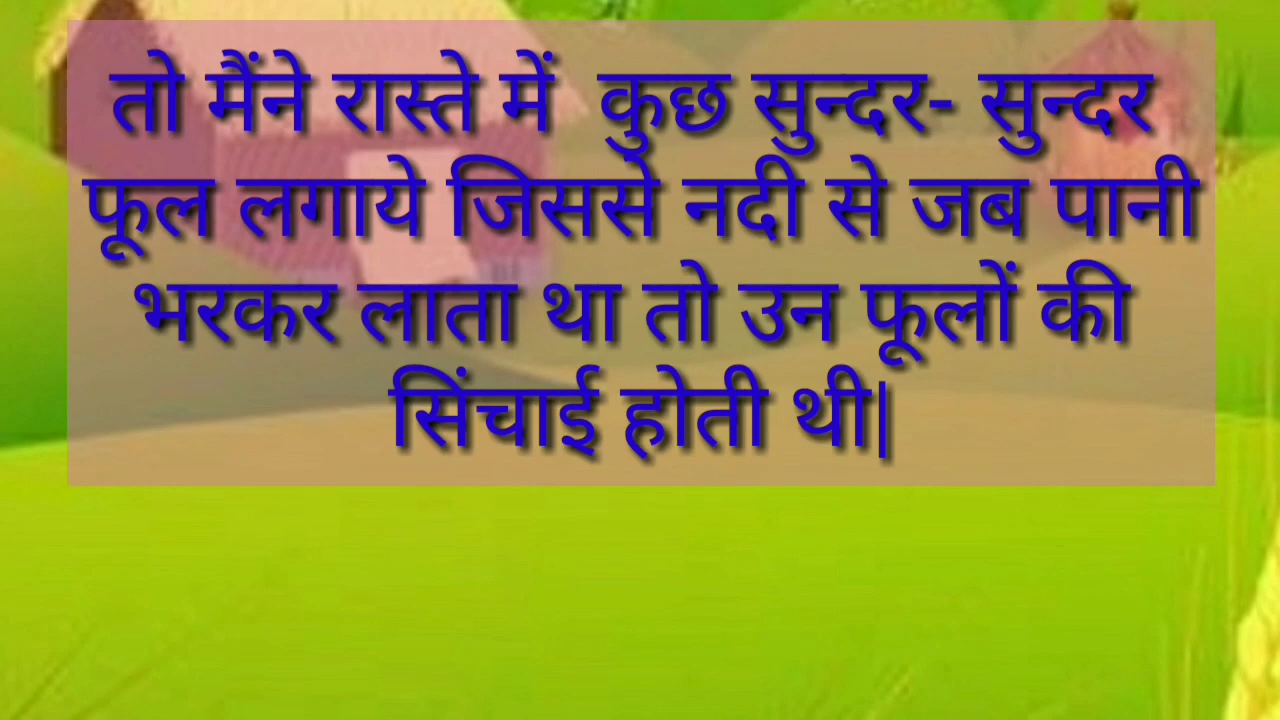 तो मैंने रास्ते में कुछ सुन्दर- सुन्दर
फूल लगाये जिससे नदी से जब पानी
भरकर लाता था तो उन फूलों की
सिंचाई होती थी|